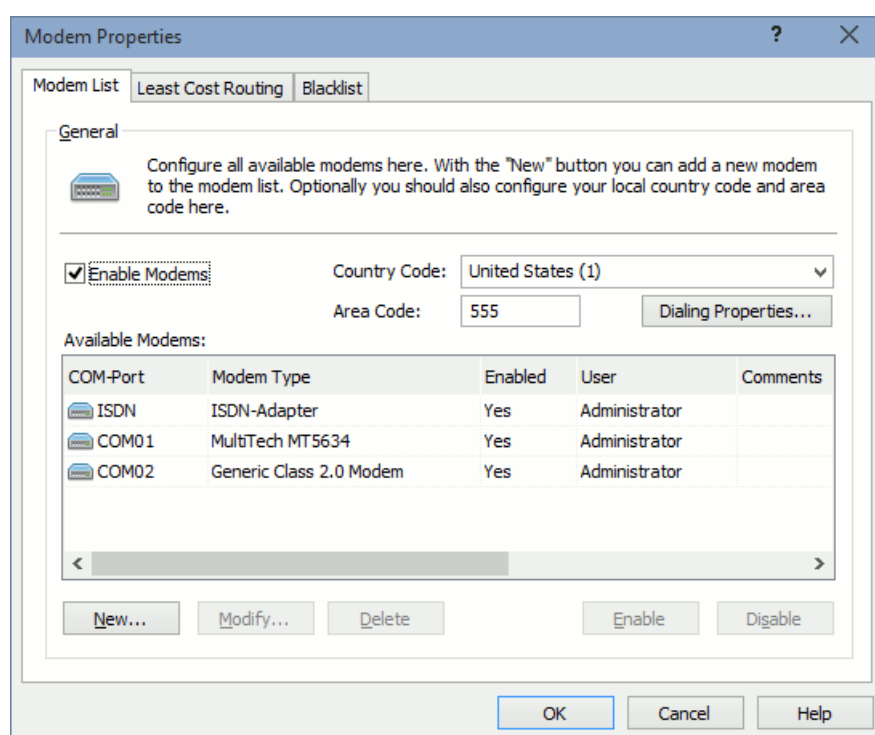 Modem Properties
?
Modem List Least Cost Routing Blacklist
General
Configure all available modems here. With the "New" button you can add a new modem
to the modem list. Optionally you should also configure your local country code and area
code here.
Enable Modems Country Code: United States (1)
Area Code: 555 Dialing Properties...
Available Modems:
COM-Port Modem Type Enabled User Comments
ISDN ISDN-Adapter Yes Administrator
COM01 MultiTech MT5634 Yes Administrator
COM02 Generic Class 2.0 Modem Yes Administrator
New... Modify... Delete Enable Disable
OK Cancel Help